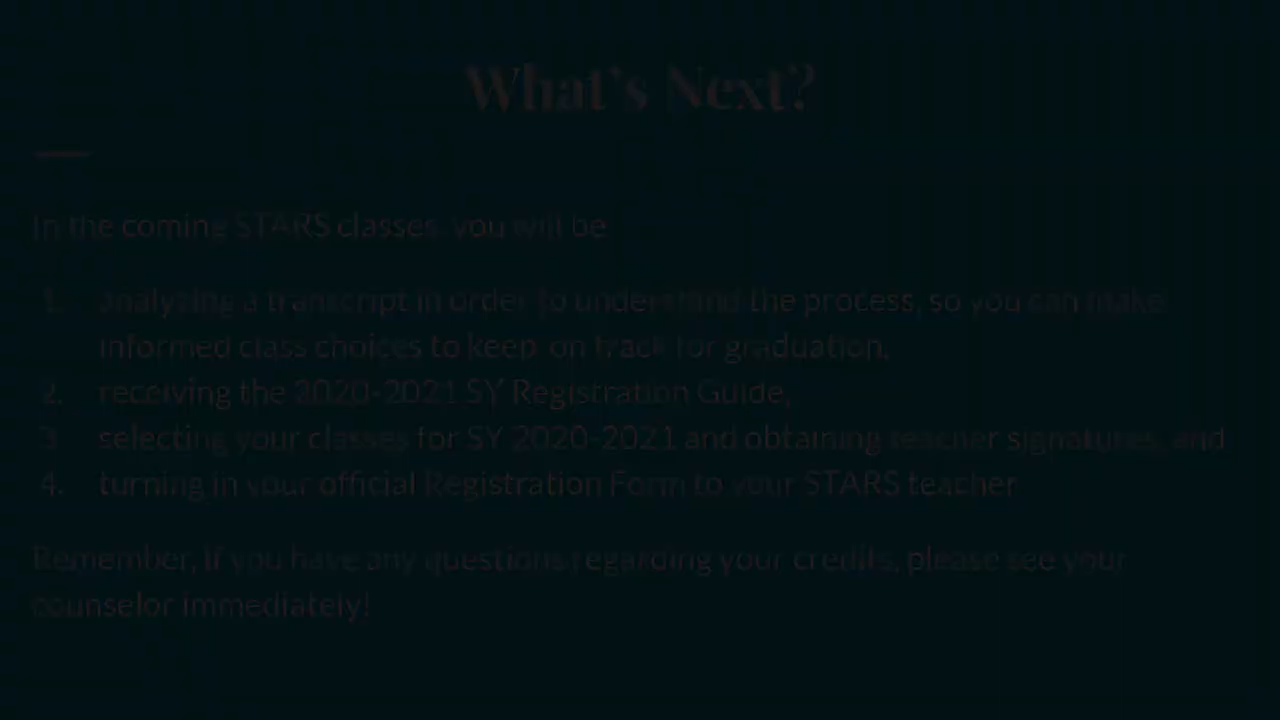 What's Next?
In the coming STARS classes, you will be
1. analyzing a transcript in order to understand the process, so you can make
informed class choices to keep on track for graduation,
2. receiving the 2020-2021 SY Registration Guide,
3. selecting your classes for SY 2020-2021 and obtaining teacher signatures, and
4. turning in your official Registration Form to your STARS teacher
Remember, if you have any questions regarding your credits, please see your
counselor immediately!